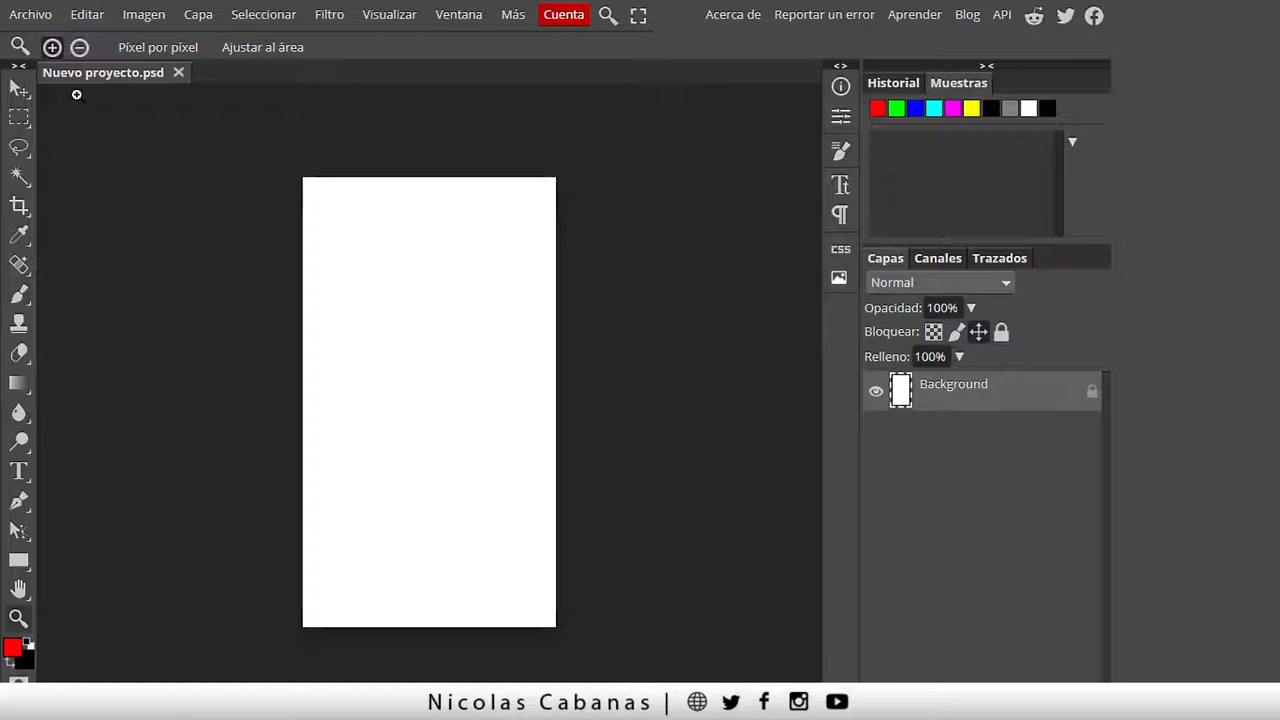 Archivo Editar Imagen Capa Seleccionar Filtro Visualizar Ventana Más Cuenta Acerca de Reportar un error Aprender Blog API
Píxel por píxel Ajustar al área
Nuevo proyecto.psd
Historial Muestras
Capas Canales Trazados
Normal
Opacidad: 100%
Bloquear:
Relleno: 100%
Background
CSS
Nicolas Cabanas |